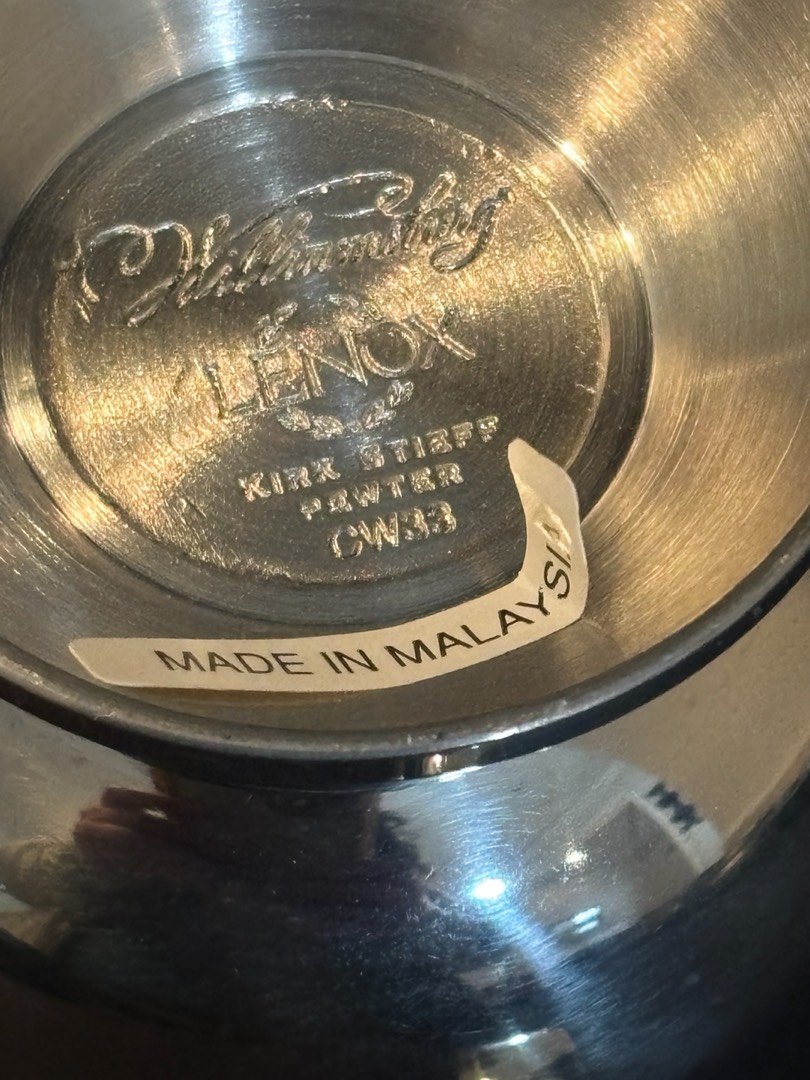 Williamsburg
LENOX
KIRK STIEFF
PEWTER
CW33
MADE IN MALAYSIA